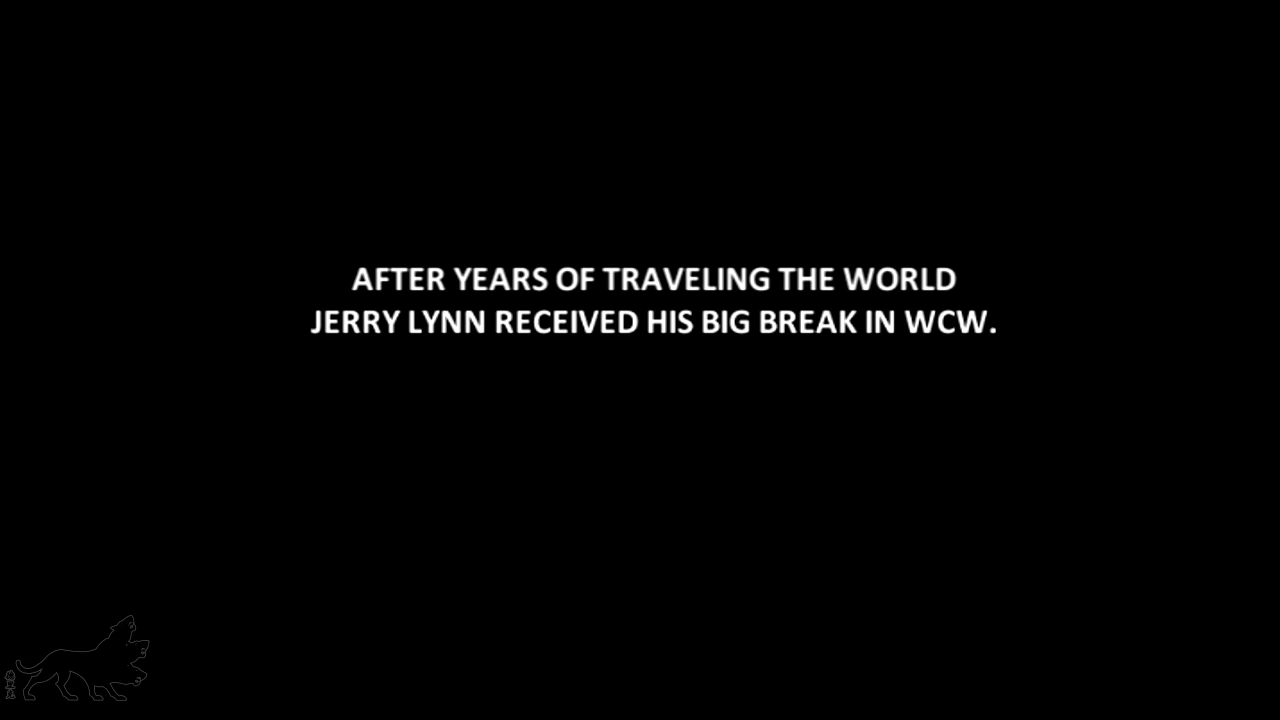 AFTER YEARS OF TRAVELING THE WORLD
JERRY LYNN RECEIVED HIS BIG BREAK IN WCW.